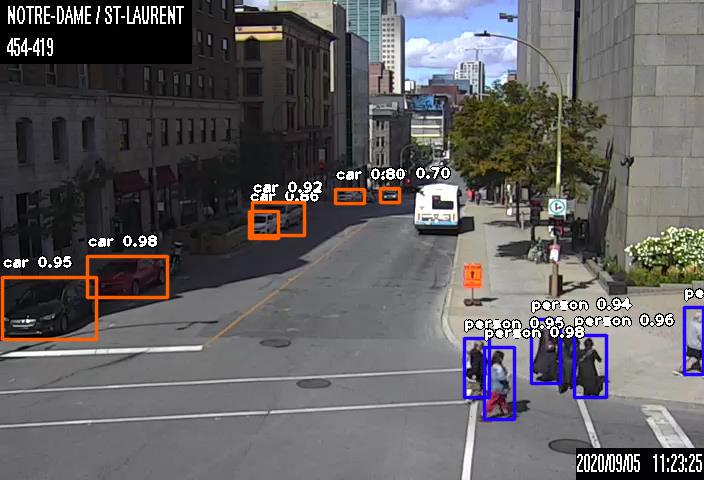 NOTRE-DAME / ST-LAURENT
454-419
car 0.80 0.70
car 0.92
car 0.86
car 0.98
car 0.95
person 0.94
person 0.95
person 0.96
person 0.98
pe
P
2020/09/05 11:23:25